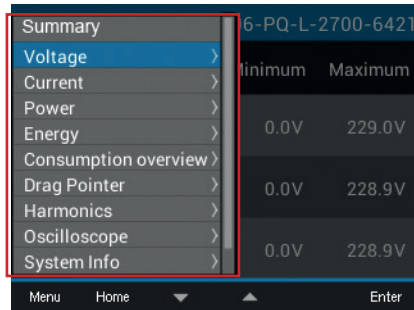 Summary
06-PQ-L-2700-6421
Voltage
Minimum Maximum
Current
Power
Energy
0.0V 229.0V
Consumption overview
Drag Pointer
0.0V 228.9V
Harmonics
Oscilloscope
0.0V 228.9V
System Info
Menu Home Enter